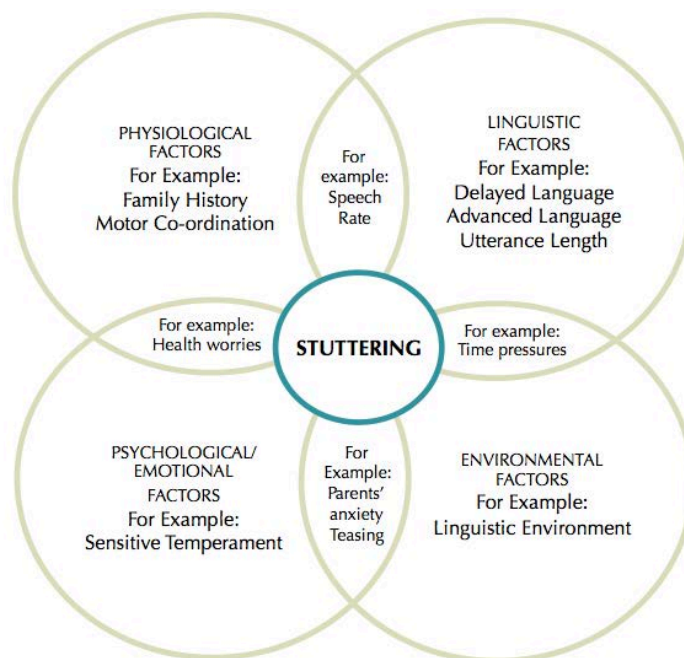 PHYSIOLOGICAL
FACTORS
For Example:
Family History
Motor Co-ordination
For
example:
Speech
Rate
LINGUISTIC
FACTORS
For Example:
Delayed Language
Advanced Language
Utterance Length
For example:
Health worries
STUTTERING
For example:
Time pressures
PSYCHOLOGICAL/
EMOTIONAL
FACTORS
For Example:
Sensitive Temperament
For
Example:
Parents’
anxiety
Teasing
ENVIRONMENTAL
FACTORS
For Example:
Linguistic Environment